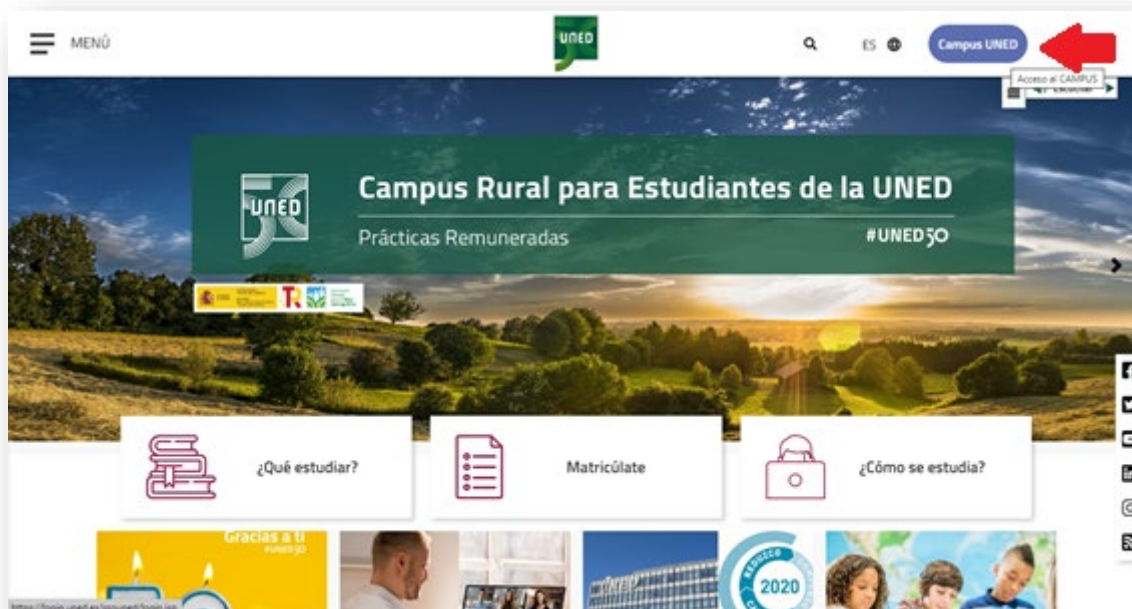 MENÚ
UNED
ES
Campus UNED
Acceso al CAMPUS
Escuchar
UNED
Campus Rural para Estudiantes de la UNED
Prácticas Remuneradas
#UNED50
¿Qué estudiar?
Matricúlate
¿Cómo se estudia?
Gracias a ti
#UNED50
REDUZCO
2020